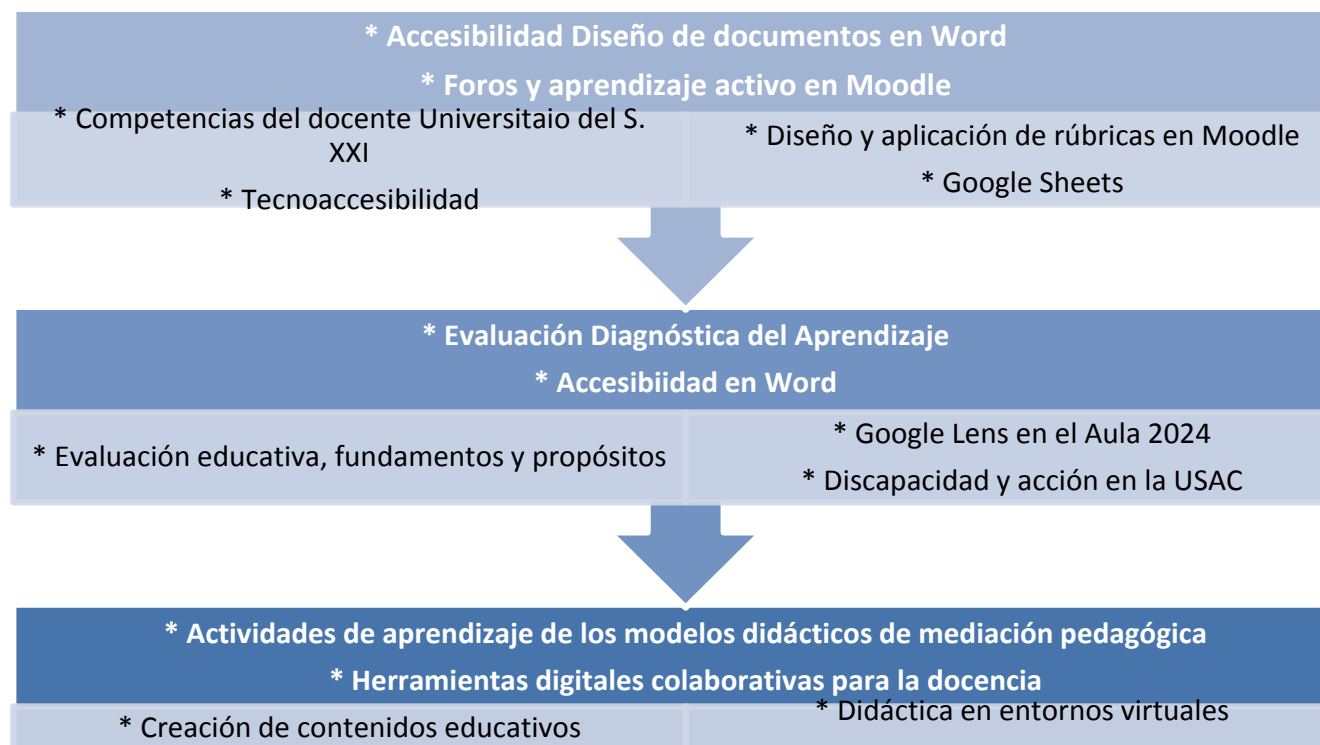 * Accesibilidad Diseño de documentos en Word
* Foros y aprendizaje activo en Moodle
* Competencias del docente Universitaio del S.
XXI
* Tecnoaccesibilidad
* Diseño y aplicación de rúbricas en Moodle
* Google Sheets
* Evaluación Diagnóstica del Aprendizaje
* Accesibiidad en Word
* Evaluación educativa, fundamentos y propósitos
* Google Lens en el Aula 2024
* Discapacidad y acción en la USAC
* Actividades de aprendizaje de los modelos didácticos de mediación pedagógica
* Herramientas digitales colaborativas para la docencia
* Creación de contenidos educativos
* Didáctica en entornos virtuales